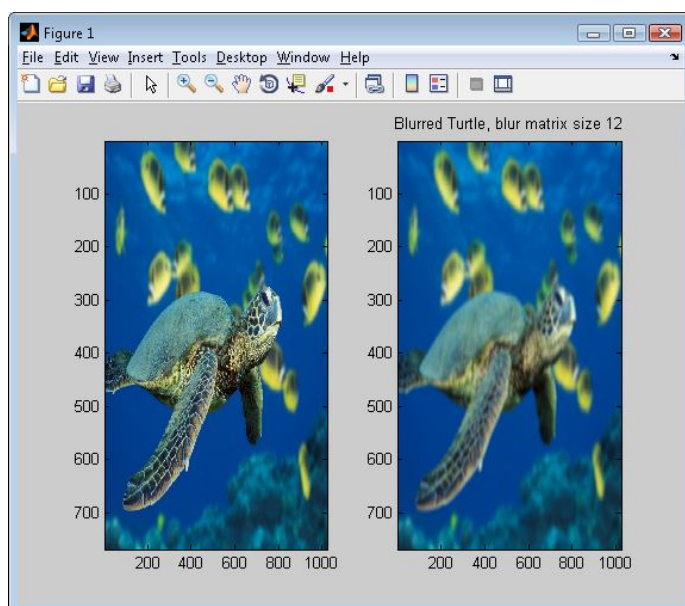 Figure 1
File Edit View Insert Tools Desktop Window Help
Blurred Turtle, blur matrix size 12
100
200
300
400
500
600
700
200 400 600 800 1000
100
200
300
400
500
600
700
200 400 600 800 1000